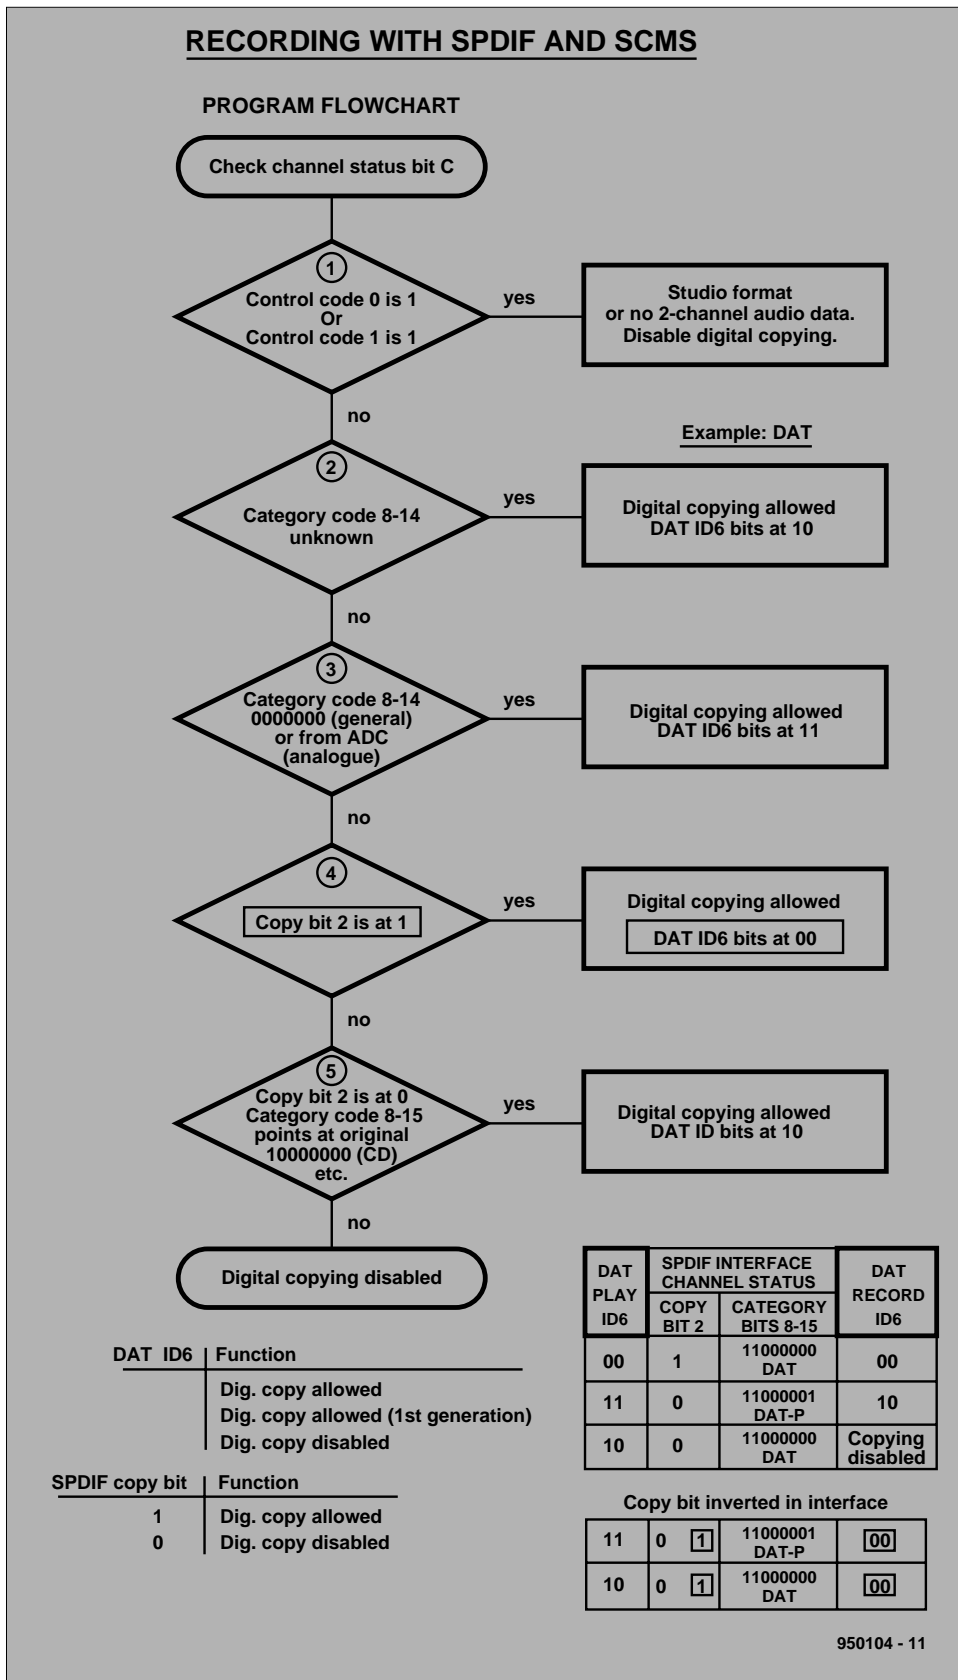 RECORDING WITH SPDIF AND SCMS
PROGRAM FLOWCHART
Check channel status bit C
1
Control code 0 is 1
Or
Control code 1 is 1
yes
Studio format
or no 2-channel audio data.
Disable digital copying.
no
Example: DAT
2
Category code 8-14
unknown
yes
Digital copying allowed
DAT ID6 bits at 10
no
3
Category code 8-14
0000000 (general)
or from ADC
(analogue)
yes
Digital copying allowed
DAT ID6 bits at 11
no
4
Copy bit 2 is at 1
yes
Digital copying allowed
DAT ID6 bits at 00
no
5
Copy bit 2 is at 0
Category code 8-15
points at original
10000000 (CD)
etc.
yes
Digital copying allowed
DAT ID bits at 10
no
Digital copying disabled
DAT ID6 Function
Dig. copy allowed
Dig. copy allowed (1st generation)
Dig. copy disabled
SPDIF copy bit Function
1 Dig. copy allowed
0 Dig. copy disabled
DAT
PLAY
ID6
SPDIF INTERFACE
CHANNEL STATUS
COPY
BIT 2
CATEGORY
BITS 8-15
DAT
RECORD
ID6
00 1 11000000
DAT
00
11 0 11000001
DAT-P
10
10 0 11000000
DAT
Copying
disabled
Copy bit inverted in interface
11 0 1 11000001
DAT-P
00
10 0 1 11000000
DAT
00
950104 - 11